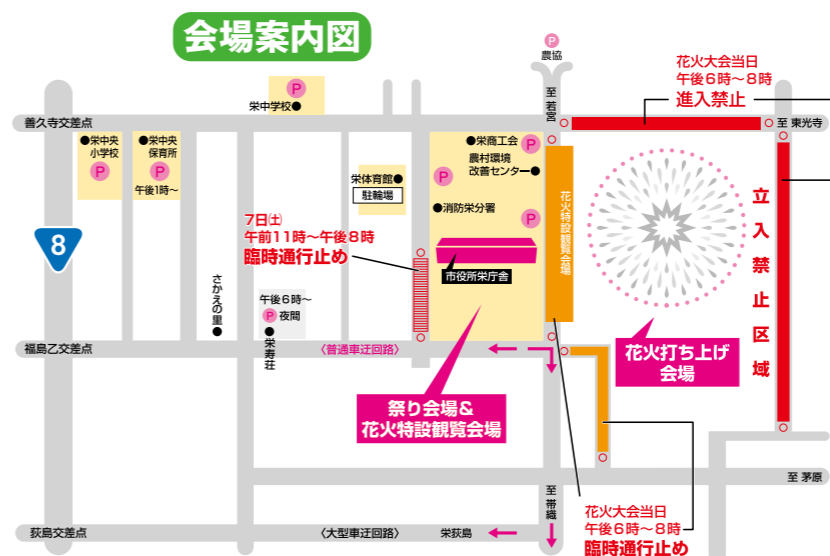 会場案内図
P
農協
至 若宮
花火大会当日
午後6時〜8時
進入禁止
善久寺交差点
栄中学校●
P
至 東光寺
●栄中央
小学校
P
●栄中央
保育所
P
午後1時〜
栄体育館●
駐輪場
●栄商工会
P
農村環境
改善センター●
P
●消防栄分署
P
市役所栄庁舎
花火特設観覧会場
立入禁止区域
8
7日(土)
午前11時〜午後8時
臨時通行止め
さかえの里●
午後6時〜
P 夜間
●栄寿荘
福島乙交差点
〈普通車迂回路〉
花火打ち上げ
会場
祭り会場&
花火特設観覧会場
至 茅原
至 帯織
花火大会当日
午後6時〜8時
臨時通行止め
荻島交差点
〈大型車迂回路〉
栄荻島